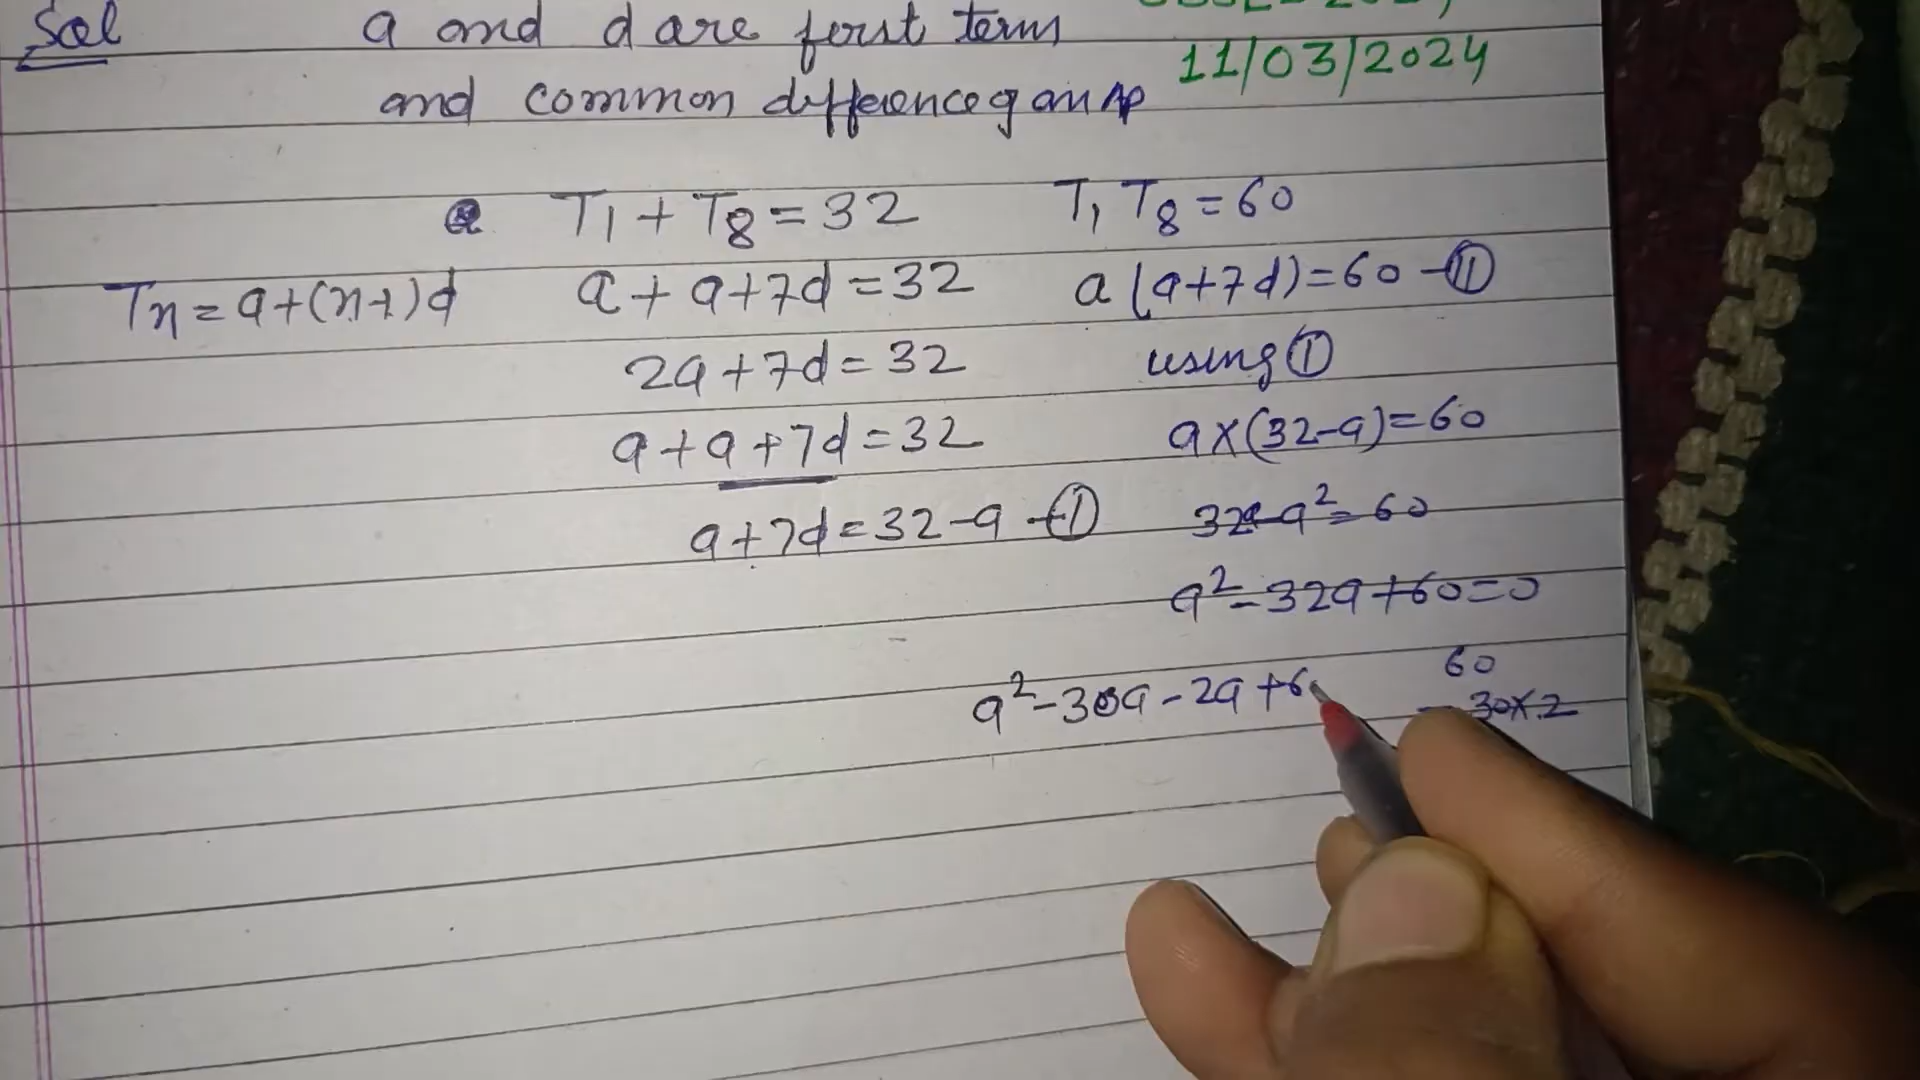 Sol a and d are first term
11/03/2024
and common difference of an AP
T1 + T8 = 32 T1 T8 = 60
Tn = a+(n-1)d a + a+7d = 32 a (a+7d) = 60 - II
2a + 7d = 32 using I
a + a + 7d = 32 a×(32-a) = 60
a+7d = 32-a - I 32a-a² = 60
a² - 32a + 60 = 0
60
a² - 30a - 2a + 6 30×2